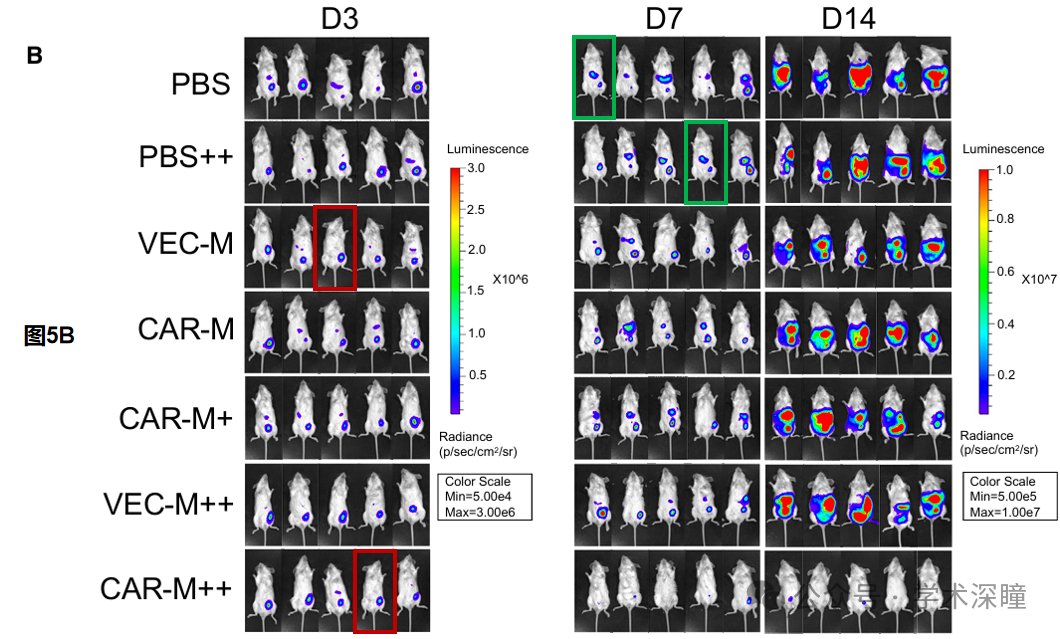 D3 D7 D14
B
PBS
PBS++
VEC-M
图5B
CAR-M
CAR-M+
VEC-M++
CAR-M++
Luminescence
3.0
2.5
2.0
1.5
1.0
0.5
X10^6
Radiance
(p/sec/cm²/sr)
Color Scale
Min=5.00e4
Max=3.00e6
Luminescence
1.0
0.8
0.6
0.4
0.2
X10^7
Radiance
(p/sec/cm²/sr)
Color Scale
Min=5.00e5
Max=1.00e7
公众号 · 学术深瞳